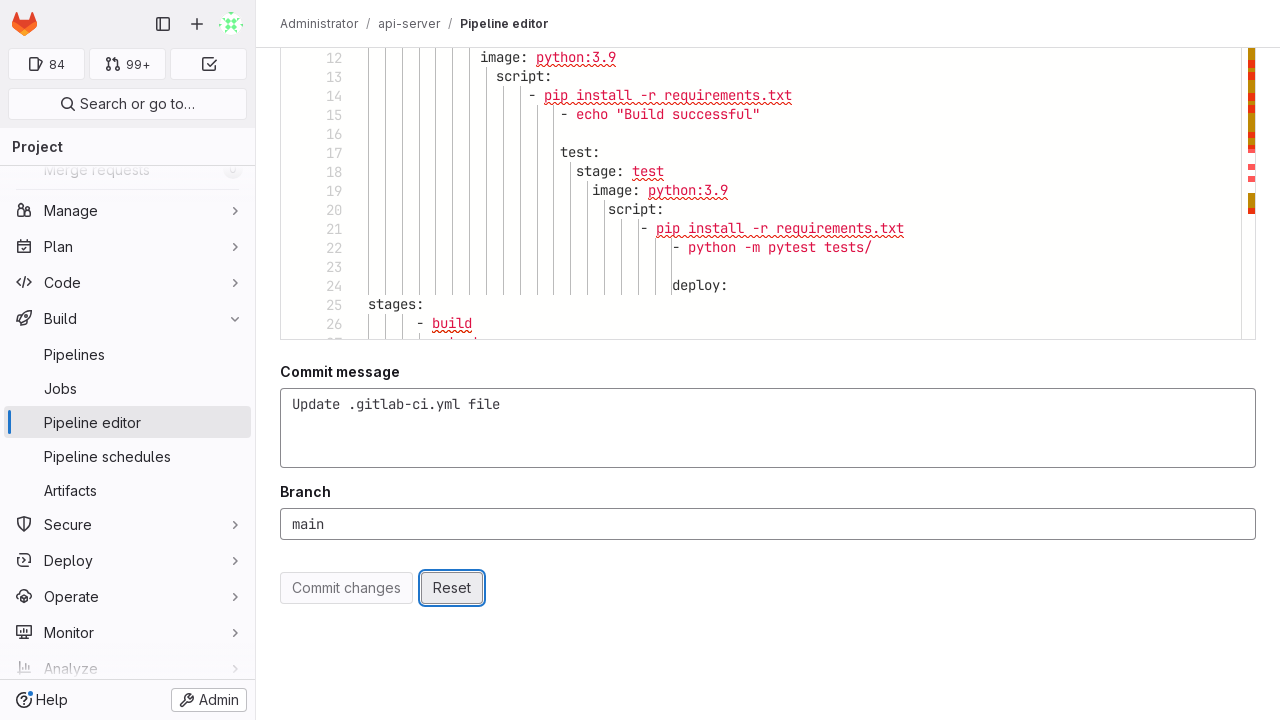 Administrator / api-server / Pipeline editor
84
99+
Search or go to…
Project
Merge requests
Manage
Plan
Code
Build
Pipelines
Jobs
Pipeline editor
Pipeline schedules
Artifacts
Secure
Deploy
Operate
Monitor
Analyze
Help
Admin
12 image: python:3.9
13 script:
14 - pip install -r requirements.txt
15 - echo "Build successful"
16
17 test:
18 stage: test
19 image: python:3.9
20 script:
21 - pip install -r requirements.txt
22 - python -m pytest tests/
23
24 deploy:
25 stages:
26 - build
Commit message
Update .gitlab-ci.yml file
Branch
main
Commit changes
Reset